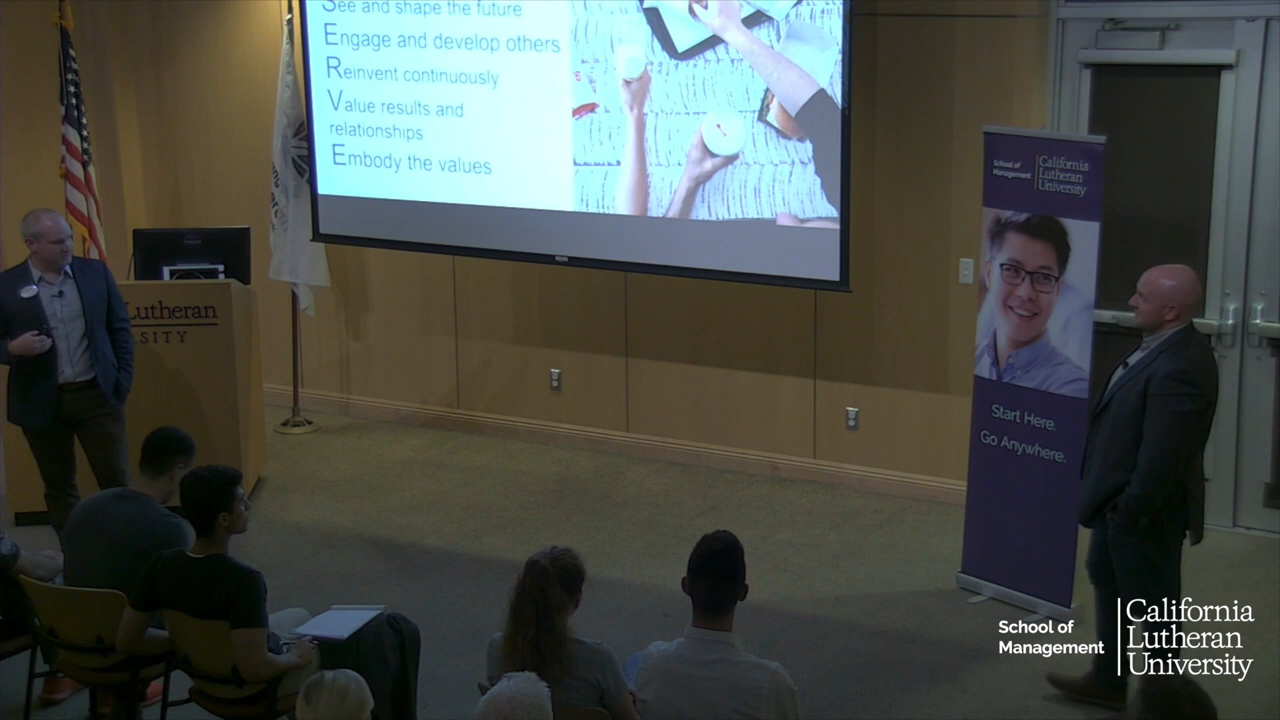 See and shape the future
Engage and develop others
Reinvent continuously
Value results and
relationships
Embody the values
School of
Management
California
Lutheran
University
Lutheran
SITY
Start Here.
Go Anywhere.
School of
Management
California
Lutheran
University